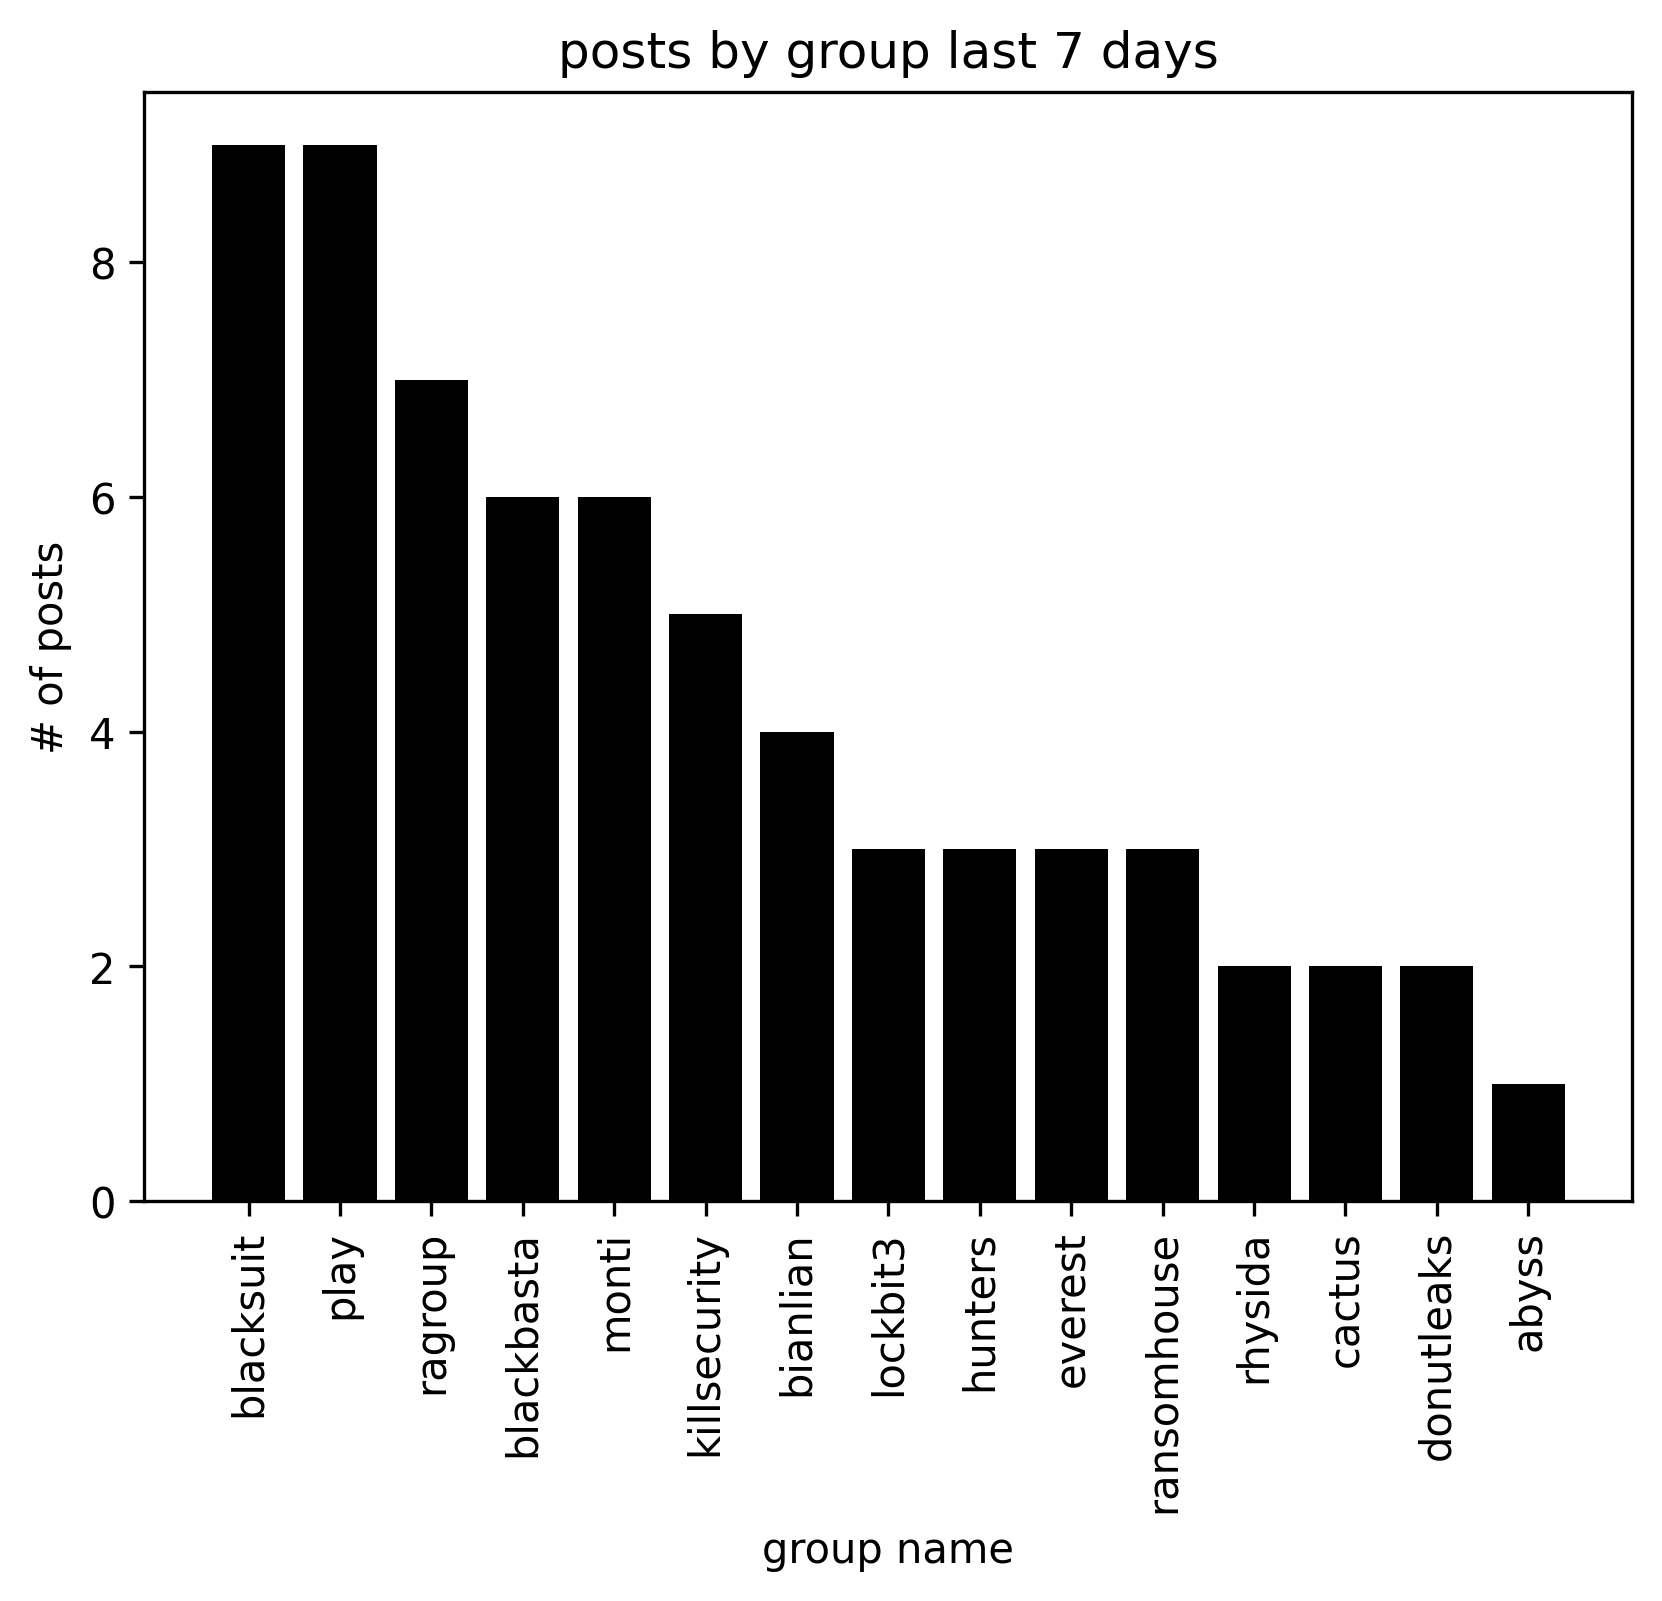 posts by group last 7 days
# of posts
8
6
4
2
0
blacksuit
play
ragroup
blackbasta
monti
killsecurity
bianlian
lockbit3
hunters
everest
ransomhouse
rhysida
cactus
donutleaks
abyss
group name